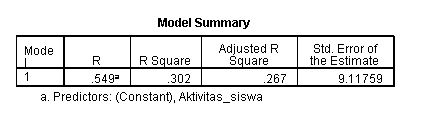 Model Summary
Mode
l R R Square Adjusted R
Square Std. Error of
the Estimate
1 .549a .302 .267 9.11759
a. Predictors: (Constant), Aktivitas_siswa